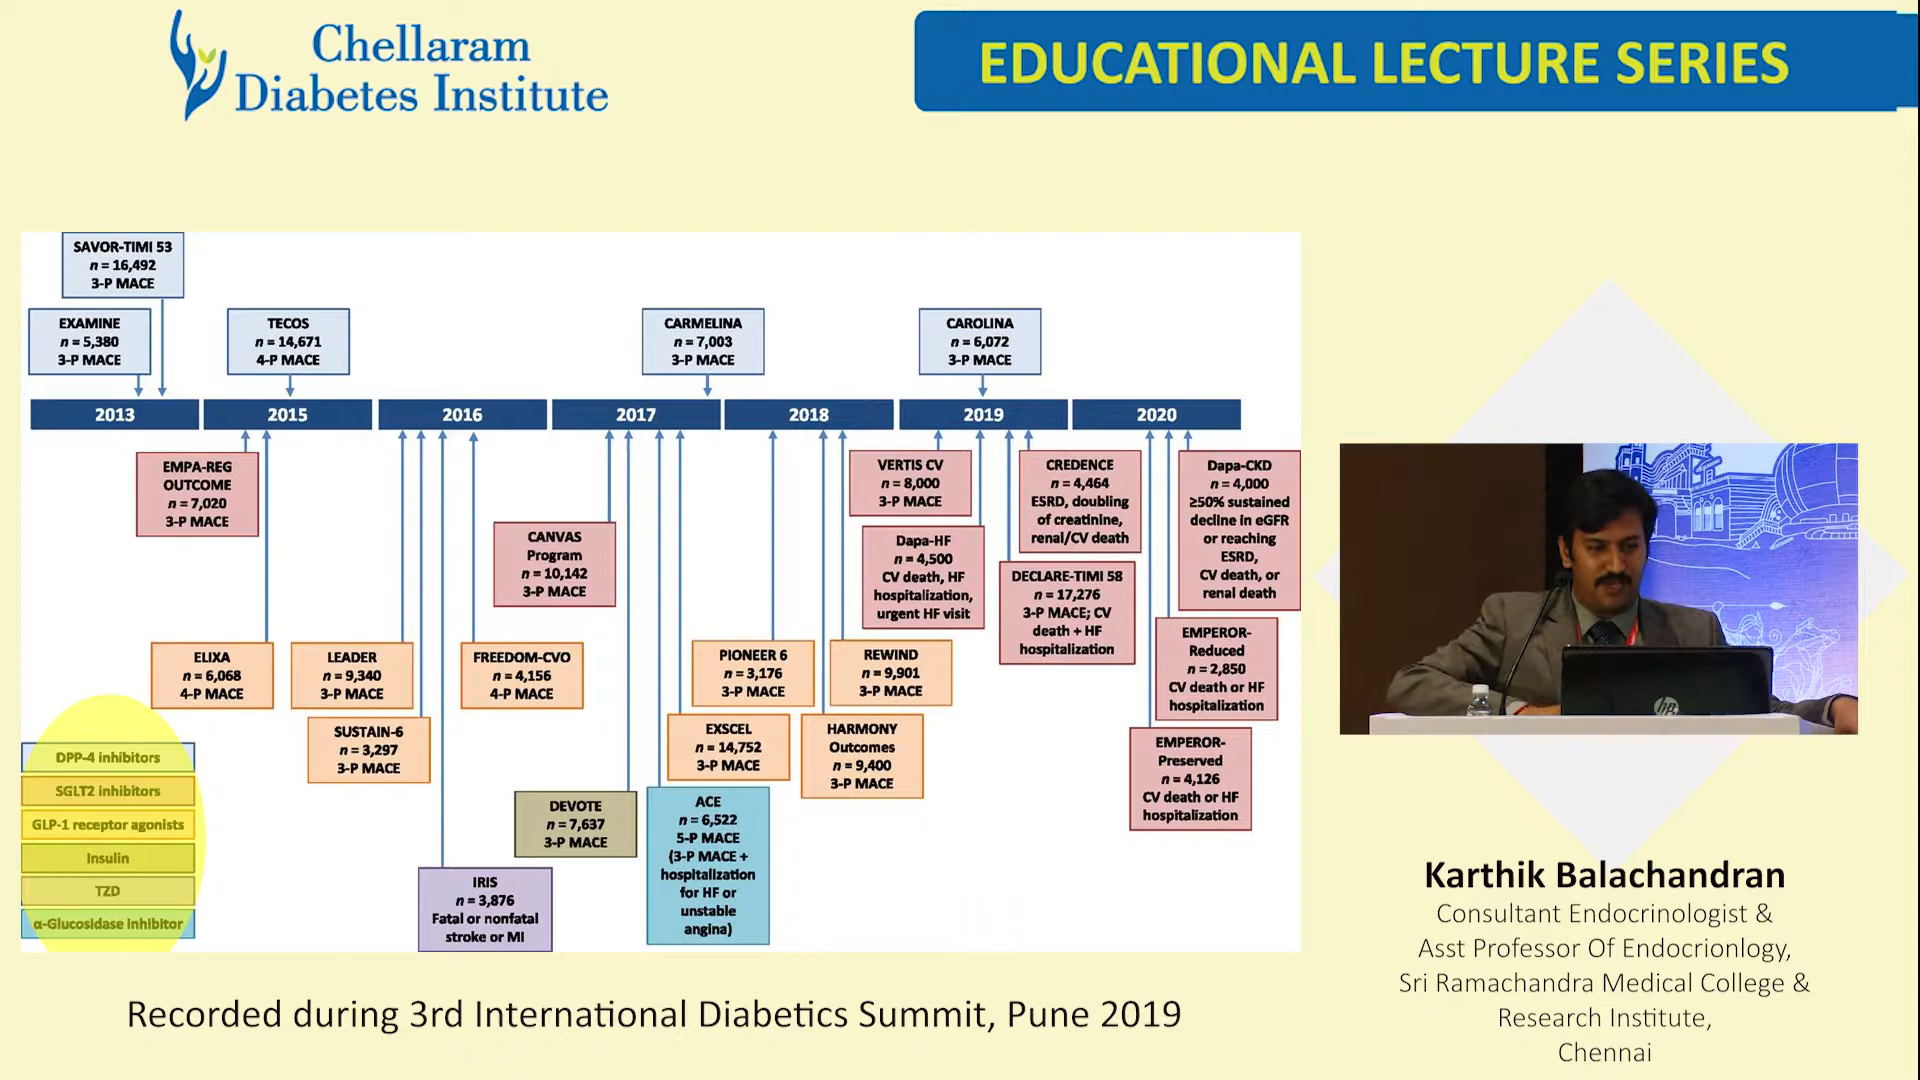 Chellaram
Diabetes Institute
EDUCATIONAL LECTURE SERIES
SAVOR-TIMI 53
n = 16,492
3-P MACE
EXAMINE
n = 5,380
3-P MACE
TECOS
n = 14,671
4-P MACE
CARMELINA
n = 7,003
3-P MACE
CAROLINA
n = 6,072
3-P MACE
2013
2015
2016
2017
2018
2019
2020
EMPA-REG
OUTCOME
n = 7,020
3-P MACE
CANVAS
Program
n = 10,142
3-P MACE
VERTIS CV
n = 8,000
3-P MACE
CREDENCE
n = 4,464
ESRD, doubling
of creatinine,
renal/CV death
Dapa-CKD
n = 4,000
≥50% sustained
decline in eGFR
or reaching
ESRD,
CV death, or
renal death
Dapa-HF
n = 4,500
CV death, HF
hospitalization,
urgent HF visit
DECLARE-TIMI 58
n = 17,276
3-P MACE; CV
death + HF
hospitalization
EMPEROR-
Reduced
n = 2,850
CV death or HF
hospitalization
EMPEROR-
Preserved
n = 4,126
CV death or HF
hospitalization
ELIXA
n = 6,068
4-P MACE
LEADER
n = 9,340
3-P MACE
FREEDOM-CVO
n = 4,156
4-P MACE
PIONEER 6
n = 3,176
3-P MACE
REWIND
n = 9,901
3-P MACE
SUSTAIN-6
n = 3,297
3-P MACE
EXSCEL
n = 14,752
3-P MACE
HARMONY
Outcomes
n = 9,400
3-P MACE
DEVOTE
n = 7,637
3-P MACE
ACE
n = 6,522
5-P MACE
(3-P MACE +
hospitalization
for HF or
unstable
angina)
IRIS
n = 3,876
Fatal or nonfatal
stroke or MI
DPP-4 inhibitors
SGLT2 inhibitors
GLP-1 receptor agonists
Insulin
TZD
α-Glucosidase inhibitor
hp
Karthik Balachandran
Consultant Endocrinologist &
Asst Professor Of Endocrionlogy,
Sri Ramachandra Medical College &
Research Institute,
Chennai
Recorded during 3rd International Diabetics Summit, Pune 2019